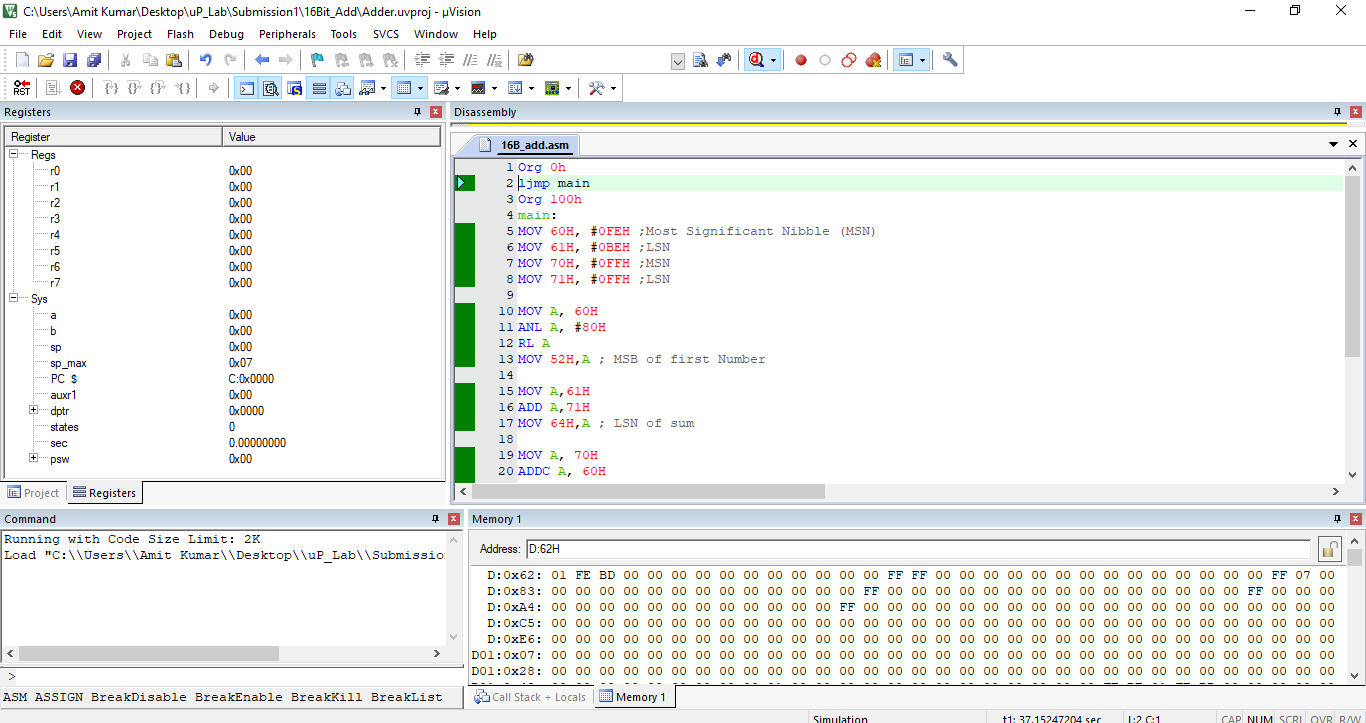 C:\Users\Amit Kumar\Desktop\uP_Lab\Submission1\16Bit_Add\Adder.uvproj - µVision
File Edit View Project Flash Debug Peripherals Tools SVCS Window Help
RST
Registers
Register Value
Regs
r0 0x00
r1 0x00
r2 0x00
r3 0x00
r4 0x00
r5 0x00
r6 0x00
r7 0x00
Sys
a 0x00
b 0x00
sp 0x00
sp_max 0x07
PC $ C:0x0000
auxr1 0x00
dptr 0x0000
states 0
sec 0.00000000
psw 0x00
Project Registers
Disassembly
16B_add.asm
1 Org 0h
2 ljmp main
3 Org 100h
4 main:
5 MOV 60H, #0FEH ;Most Significant Nibble (MSN)
6 MOV 61H, #0BEH ;LSN
7 MOV 70H, #0FFH ;MSN
8 MOV 71H, #0FFH ;LSN
9
10 MOV A, 60H
11 ANL A, #80H
12 RL A
13 MOV 52H,A ; MSB of first Number
14
15 MOV A,61H
16 ADD A,71H
17 MOV 64H,A ; LSN of sum
18
19 MOV A, 70H
20 ADDC A, 60H
Command
Running with Code Size Limit: 2K
Load "C:\\Users\\Amit Kumar\\Desktop\\uP_Lab\\Submissio
>
ASM ASSIGN BreakDisable BreakEnable BreakKill BreakList
Memory 1
Address: D:62H
D:0x62: 01 FE BD 00 00 00 00 00 00 00 00 00 00 00 FF FF 00 00 00 00 00 00 00 00 00 00 00 00 00 00 FF 07 00
D:0x83: 00 00 00 00 00 00 00 00 00 00 00 00 00 FF 00 00 00 00 00 00 00 00 00 00 00 00 00 00 00 FF 00 00 00
D:0xA4: 00 00 00 00 00 00 00 00 00 00 00 00 FF 00 00 00 00 00 00 00 00 00 00 00 00 00 00 00 00 00 00 00 00
D:0xC5: 00 00 00 00 00 00 00 00 00 00 00 00 00 00 00 00 00 00 00 00 00 00 00 00 00 00 00 00 00 00 00 00 00
D:0xE6: 00 00 00 00 00 00 00 00 00 00 00 00 00 00 00 00 00 00 00 00 00 00 00 00 00 00 00 00 00 00 00 00 00
D01:0x07: 00 00 00 00 00 00 00 00 00 00 00 00 00 00 00 00 00 00 00 00 00 00 00 00 00 00 00 00 00 00 00 00 00
D01:0x28: 00 00 00 00 00 00 00 00 00 00 00 00 00 00 00 00 00 00 00 00 00 00 00 00 00 00 00 00 00 00 00 00 00
Call Stack + Locals Memory 1
Simulation t1: 37.15247204 sec L:2 C:1 CAP NUM SCRL OVR R/W